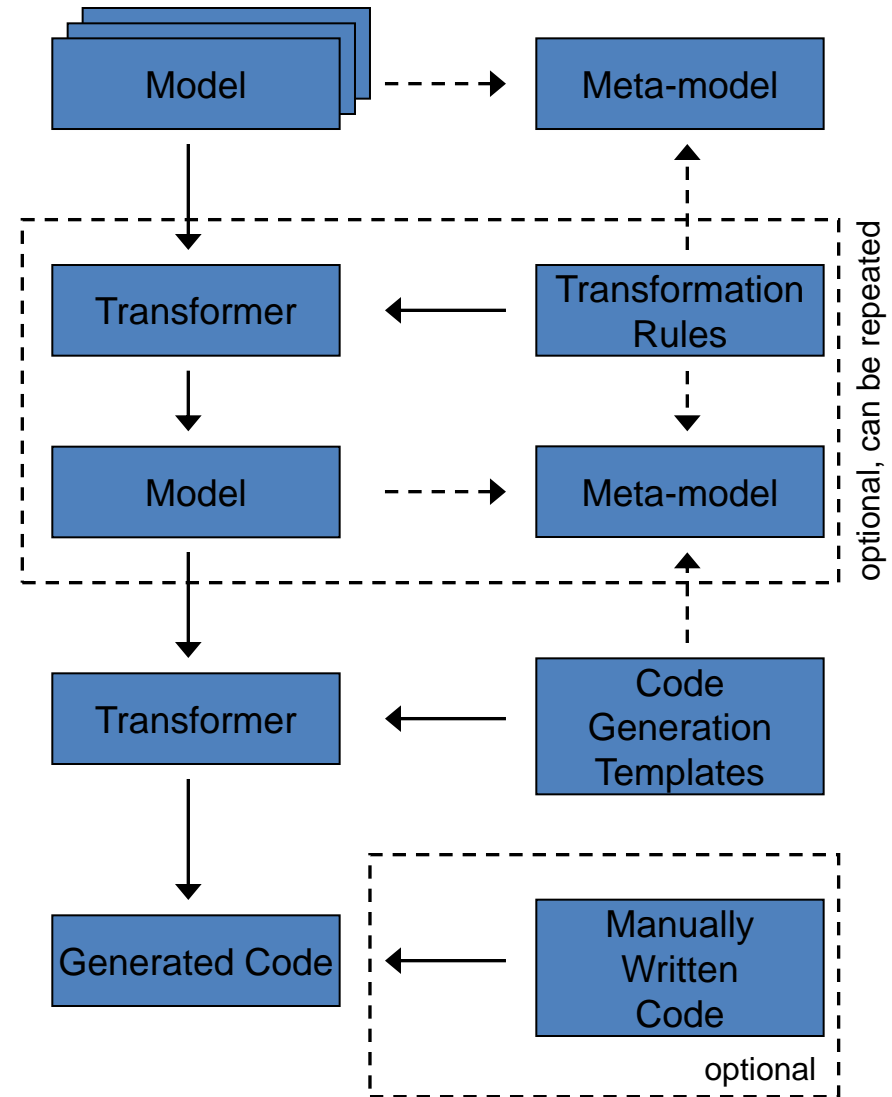 Model
Meta-model
Transformer
Transformation
Rules
Model
Meta-model
optional, can be repeated
Transformer
Code
Generation
Templates
Generated Code
Manually
Written
Code
optional